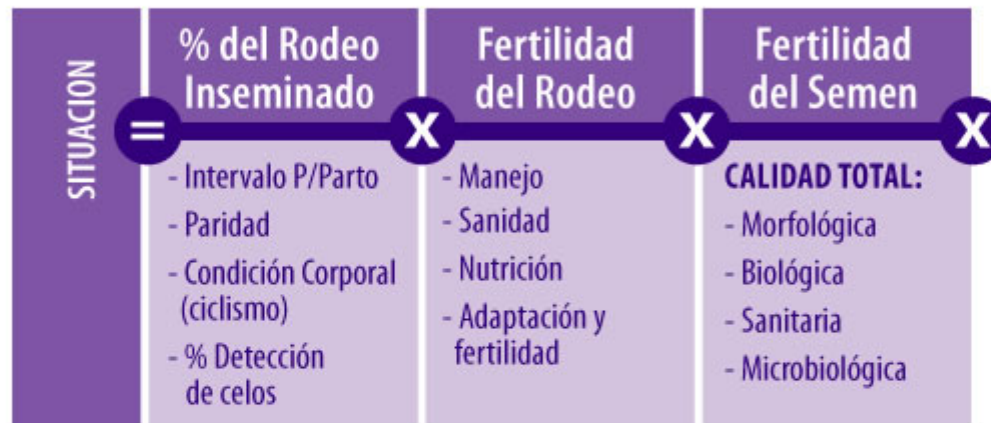 SITUACION
=
% del Rodeo
Inseminado
- Intervalo P/Parto
- Paridad
- Condición Corporal
(ciclismo)
- % Detección
de celos
X
Fertilidad
del Rodeo
- Manejo
- Sanidad
- Nutrición
- Adaptación y
fertilidad
X
Fertilidad
del Semen
CALIDAD TOTAL:
- Morfológica
- Biológica
- Sanitaria
- Microbiológica
X